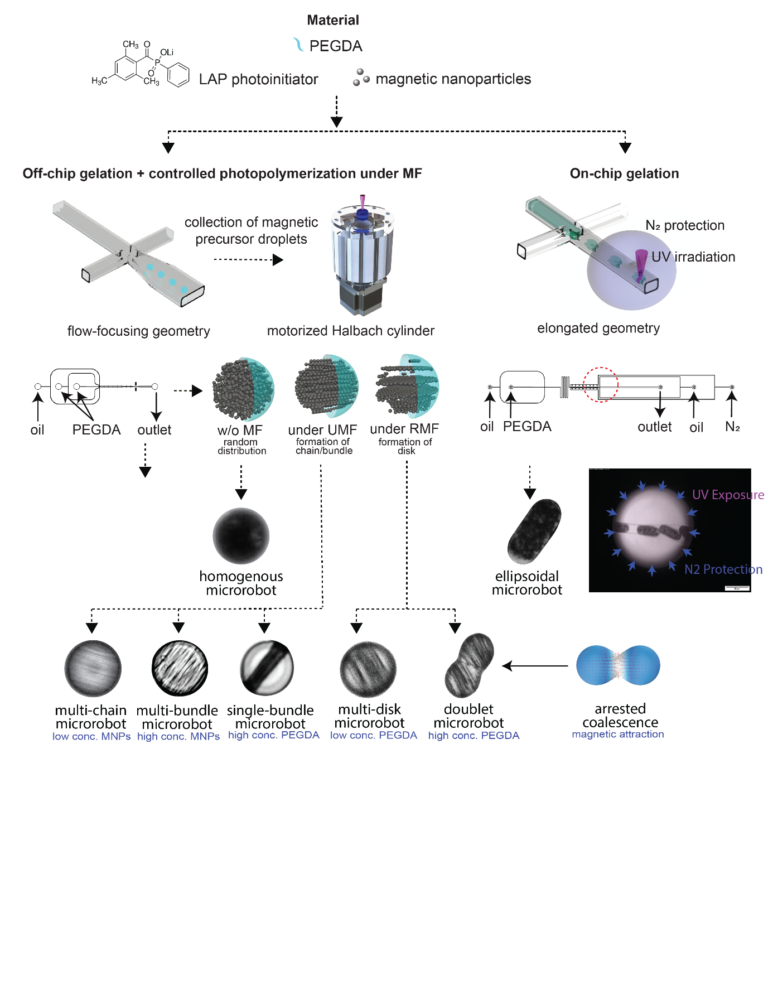 Material
PEGDA
CH₃
O
OLi
P
O
H₃C
CH₃
LAP photoinitiator
magnetic nanoparticles
Off-chip gelation + controlled photopolymerization under MF
On-chip gelation
collection of magnetic
precursor droplets
N₂ protection
UV irradiation
flow-focusing geometry
motorized Halbach cylinder
elongated geometry
oil
PEGDA
outlet
w/o MF
random
distribution
under UMF
formation of
chain/bundle
under RMF
formation of
disk
oil
PEGDA
outlet
oil
N₂
UV Exposure
N2 Protection
homogenous
microrobot
ellipsoidal
microrobot
multi-chain
microrobot
low conc. MNPs
multi-bundle
microrobot
high conc. MNPs
single-bundle
microrobot
high conc. PEGDA
multi-disk
microrobot
low conc. PEGDA
doublet
microrobot
high conc. PEGDA
arrested
coalescence
magnetic attraction